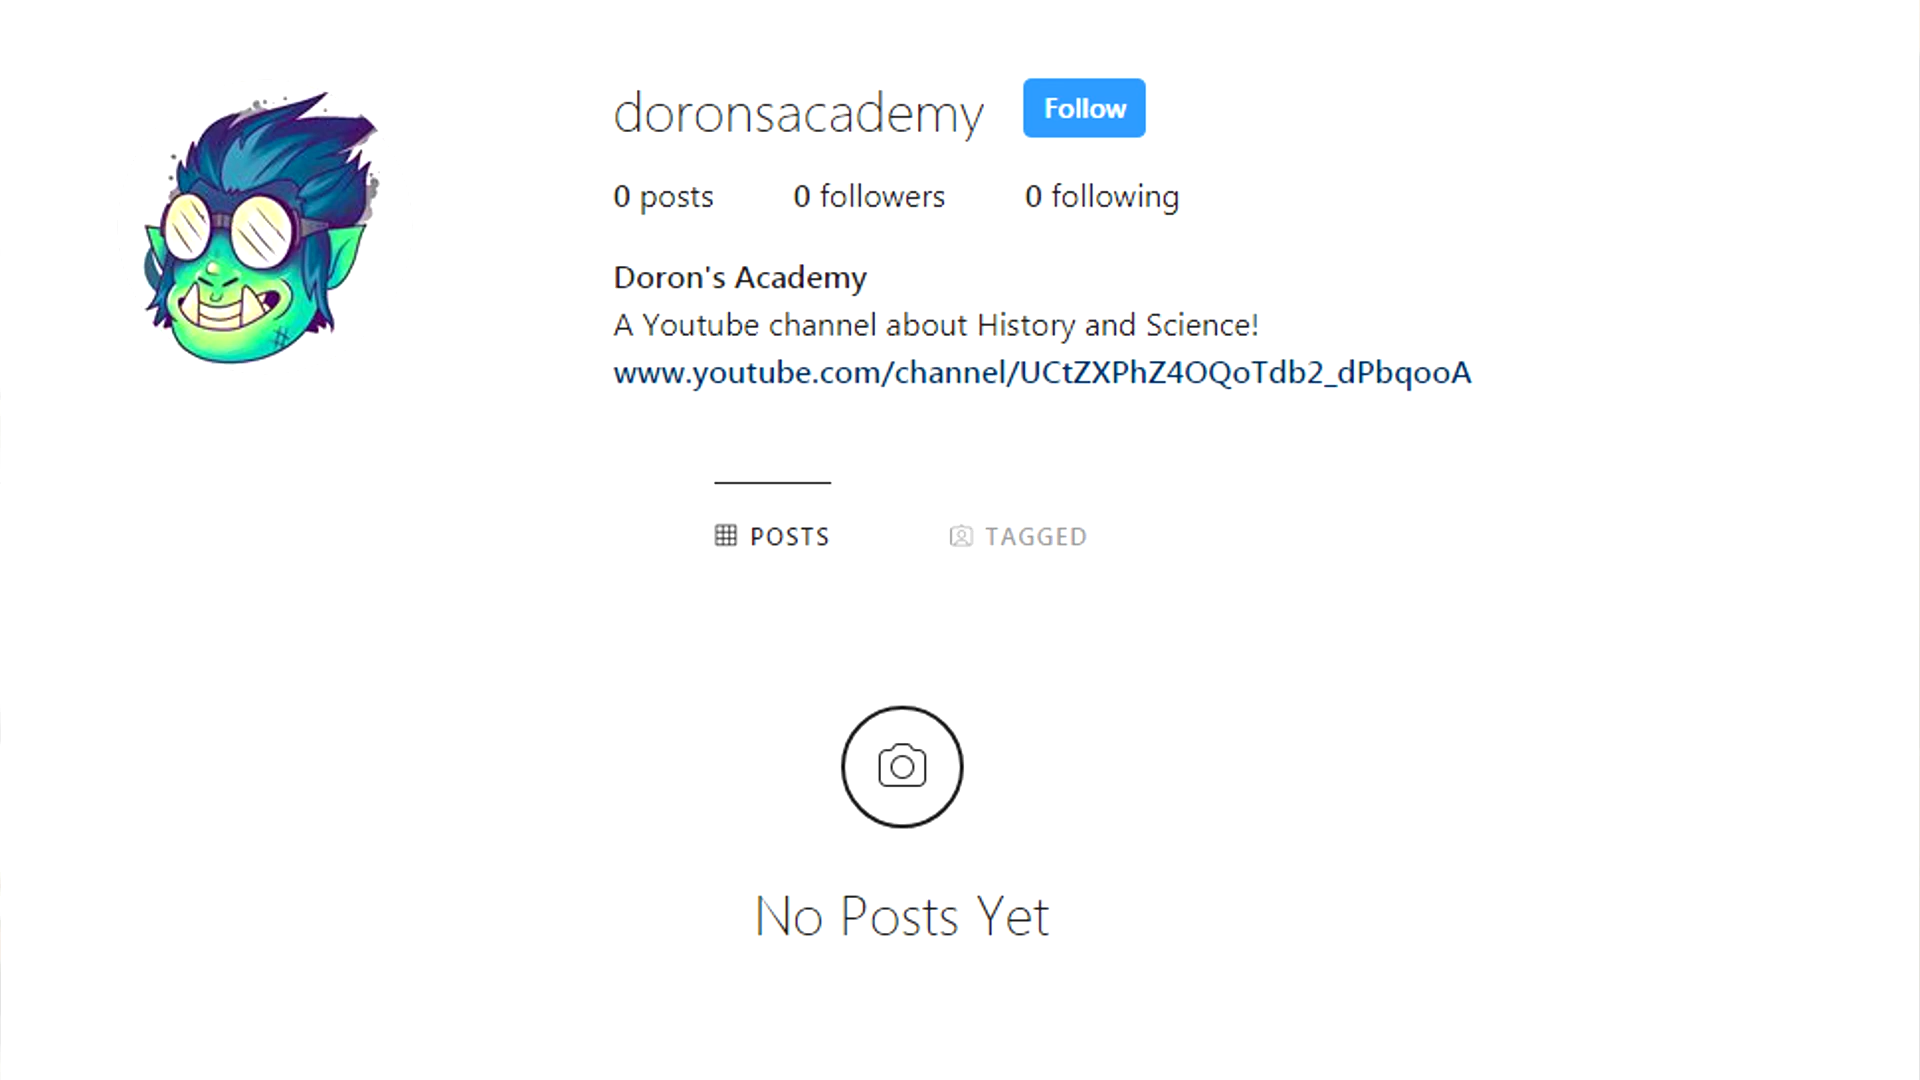 doronsacademy Follow
0 posts 0 followers 0 following
Doron's Academy
A Youtube channel about History and Science!
www.youtube.com/channel/UCtZXPhZ4OQoTdb2_dPbqooA
POSTS TAGGED
No Posts Yet